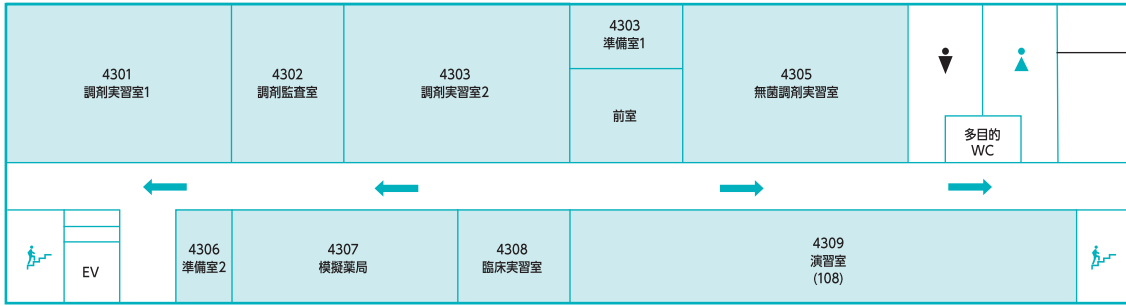 4301
調剤実習室1
4302
調剤監査室
4303
調剤実習室2
4303
準備室1
前室
4305
無菌調剤実習室
多目的
WC
EV
4306
準備室2
4307
模擬薬局
4308
臨床実習室
4309
演習室
(108)